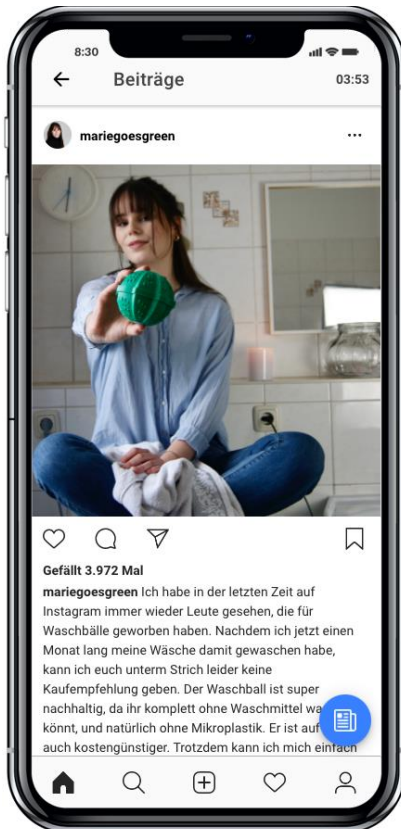 8:30
Beiträge
03:53
mariegoesgreen
Gefällt 3.972 Mal
mariegoesgreen Ich habe in der letzten Zeit auf
Instagram immer wieder Leute gesehen, die für
Waschbälle geworben haben. Nachdem ich jetzt einen
Monat lang meine Wäsche damit gewaschen habe,
kann ich euch unterm Strich leider keine
Kaufempfehlung geben. Der Waschball ist super
nachhaltig, da ihr komplett ohne Waschmittel
könnt, und natürlich ohne Mikroplastik. Er ist
auch kostengünstiger. Trotzdem kann ich mich einfach